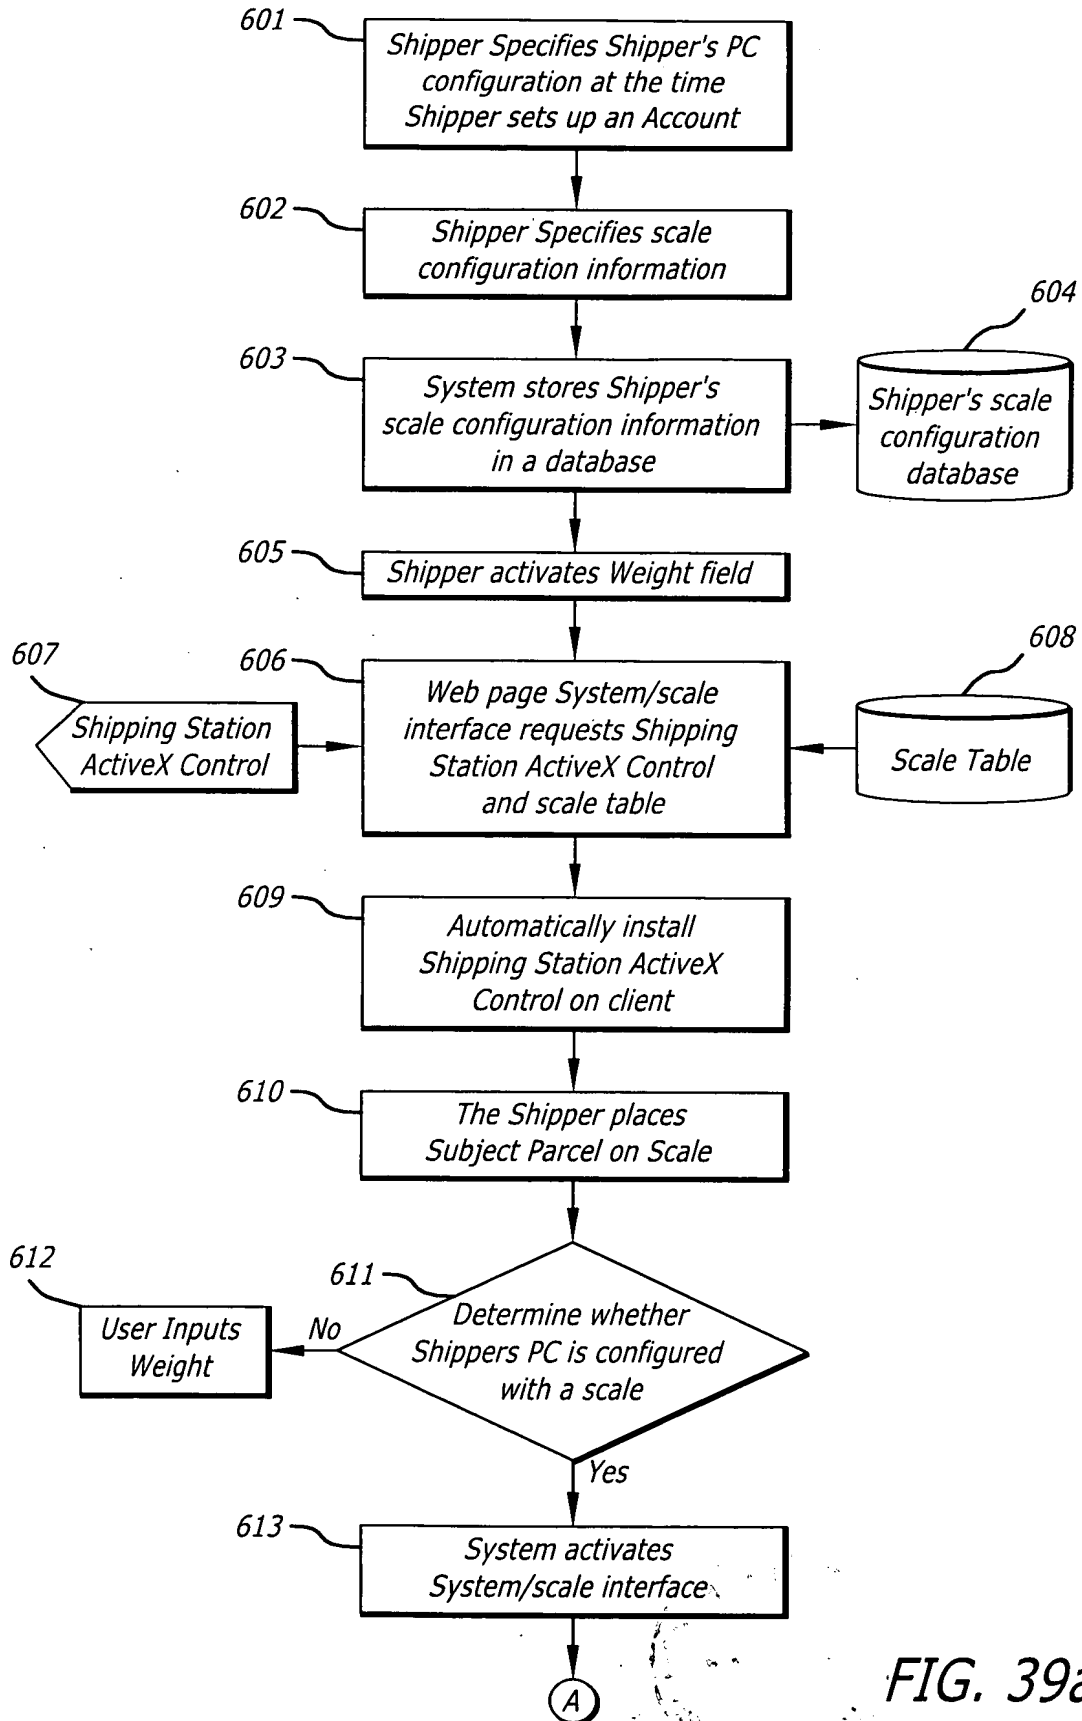 601
Shipper Specifies Shipper's PC
configuration at the time
Shipper sets up an Account
602
Shipper Specifies scale
configuration information
603
System stores Shipper's
scale configuration information
in a database
604
Shipper's scale
configuration
database
605
Shipper activates Weight field
606
Web page System/scale
interface requests Shipping
Station ActiveX Control
and scale table
607
Shipping Station
ActiveX Control
608
Scale Table
609
Automatically install
Shipping Station ActiveX
Control on client
610
The Shipper places
Subject Parcel on Scale
611
Determine whether
Shippers PC is configured
with a scale
No
612
User Inputs
Weight
Yes
613
System activates
System/scale interface
A
FIG. 39a